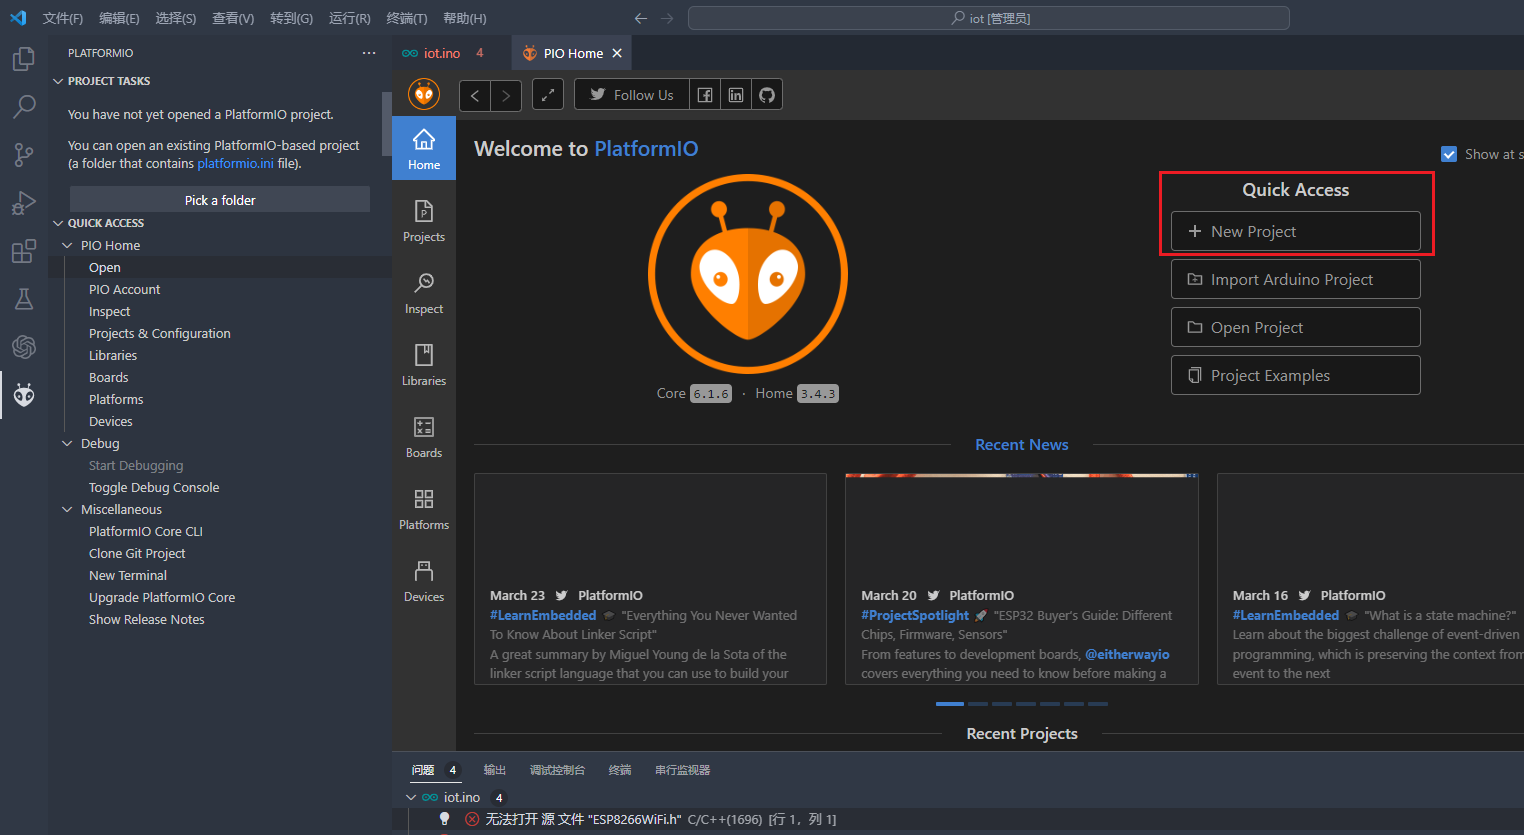 文件(F) 编辑(E) 选择(S) 查看(V) 转到(G) 运行(R) 终端(T) 帮助(H)
iot [管理员]
PLATFORMIO
PROJECT TASKS
You have not yet opened a PlatformIO project.
You can open an existing PlatformIO-based project
(a folder that contains platformio.ini file).
Pick a folder
QUICK ACCESS
PIO Home
Open
PIO Account
Inspect
Projects & Configuration
Libraries
Boards
Platforms
Devices
Debug
Start Debugging
Toggle Debug Console
Miscellaneous
PlatformIO Core CLI
Clone Git Project
New Terminal
Upgrade PlatformIO Core
Show Release Notes
iot.ino 4
PIO Home
Follow Us
Home
Projects
Inspect
Libraries
Boards
Platforms
Devices
Welcome to PlatformIO
Show at s
Core 6.1.6 · Home 3.4.3
Quick Access
New Project
Import Arduino Project
Open Project
Project Examples
Recent News
March 23 PlatformIO
#LearnEmbedded "Everything You Never Wanted
To Know About Linker Script"
A great summary by Miguel Young de la Sota of the
linker script language that you can use to build your
March 20 PlatformIO
#ProjectSpotlight "ESP32 Buyer's Guide: Different
Chips, Firmware, Sensors"
From features to development boards, @eitherwayio
covers everything you need to know before making a
March 16 PlatformIO
#LearnEmbedded "What is a state machine?"
Learn about the biggest challenge of event-driven
programming, which is preserving the context from
event to the next
Recent Projects
问题 4 输出 调试控制台 终端 串行监视器
iot.ino 4
无法打开 源 文件 "ESP8266WiFi.h" C/C++(1696) [行 1，列 1]